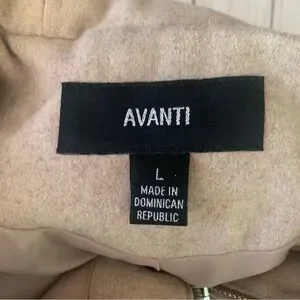 AVANTI
L
MADE IN
DOMINICAN
REPUBLIC